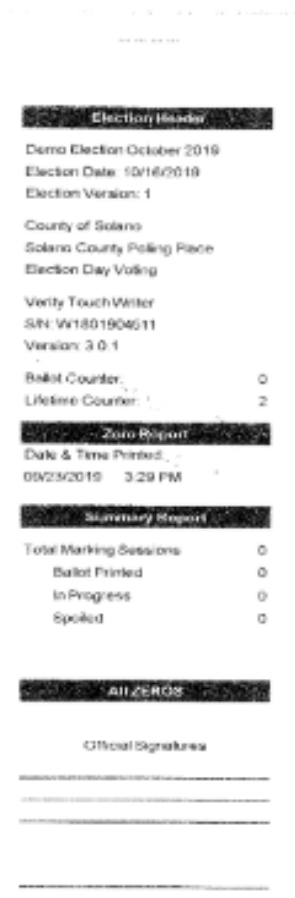 Election Header
Demo Election October 2019
Election Date: 10/16/2019
Election Version: 1
County of Solano
Solano County Polling Place
Election Day Voting
Verity Touch Writer
S/N: W1801904511
Version: 3.0.1
Ballot Counter: 0
Lifetime Counter: 2
Zero Report
Date & Time Printed:
09/23/2019 3:29 PM
Summary Report
Total Marking Sessions 0
Ballot Printed 0
In Progress 0
Spoiled 0
All ZEROS
Official Signatures